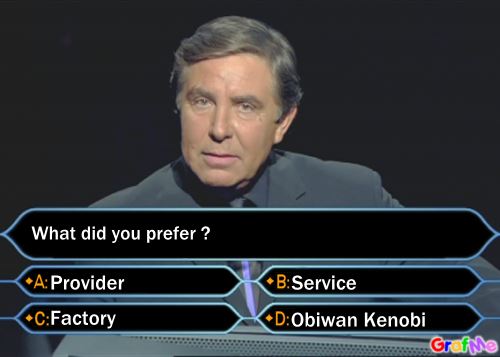 What did you prefer ?
A: Provider
B: Service
C: Factory
D: Obiwan Kenobi
GrafMe